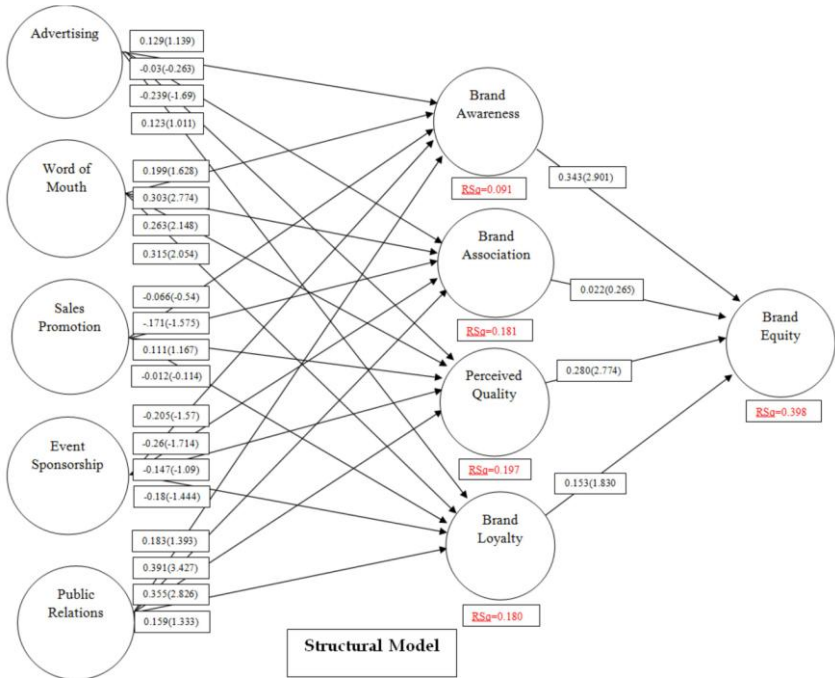 Advertising
0.129(1.139)
-0.03(-0.263)
-0.239(-1.69)
0.123(1.011)
Word of
Mouth
0.199(1.628)
0.303(2.774)
0.263(2.148)
0.315(2.054)
Sales
Promotion
-0.066(-0.54)
-.171(-1.575)
0.111(1.167)
-0.012(-0.114)
Event
Sponsorship
-0.205(-1.57)
-0.26(-1.714)
-0.147(-1.09)
-0.18(-1.444)
Public
Relations
0.183(1.393)
0.391(3.427)
0.355(2.826)
0.159(1.333)
Brand
Awareness
RSq=0.091
Brand
Association
RSq=0.181
Perceived
Quality
RSq=0.197
Brand
Loyalty
RSq=0.180
0.343(2.901)
0.022(0.265)
0.280(2.774)
0.153(1.830
Brand
Equity
RSq=0.398
Structural Model